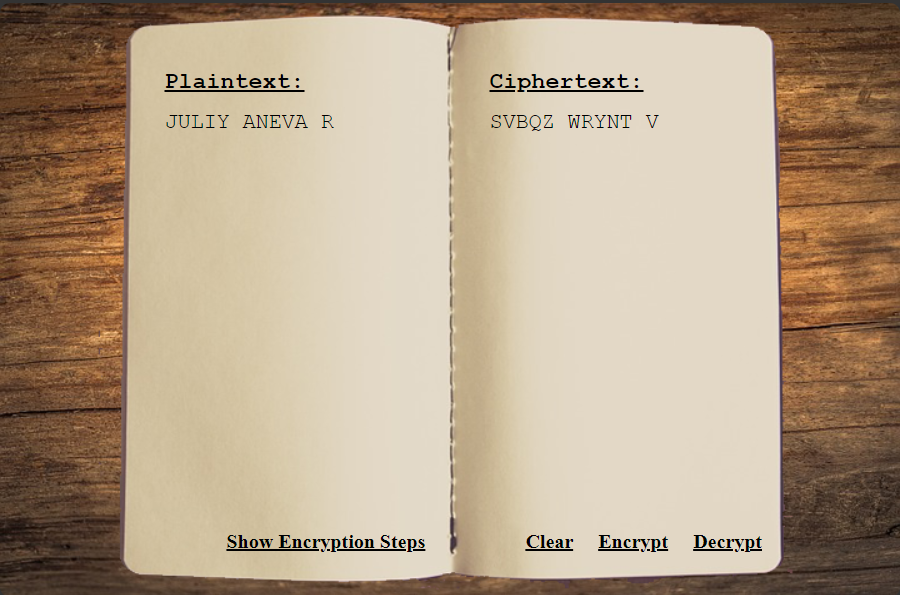 Plaintext:
JULIY ANEVA R
Ciphertext:
SVBQZ WRYNT V
Show Encryption Steps
Clear Encrypt Decrypt